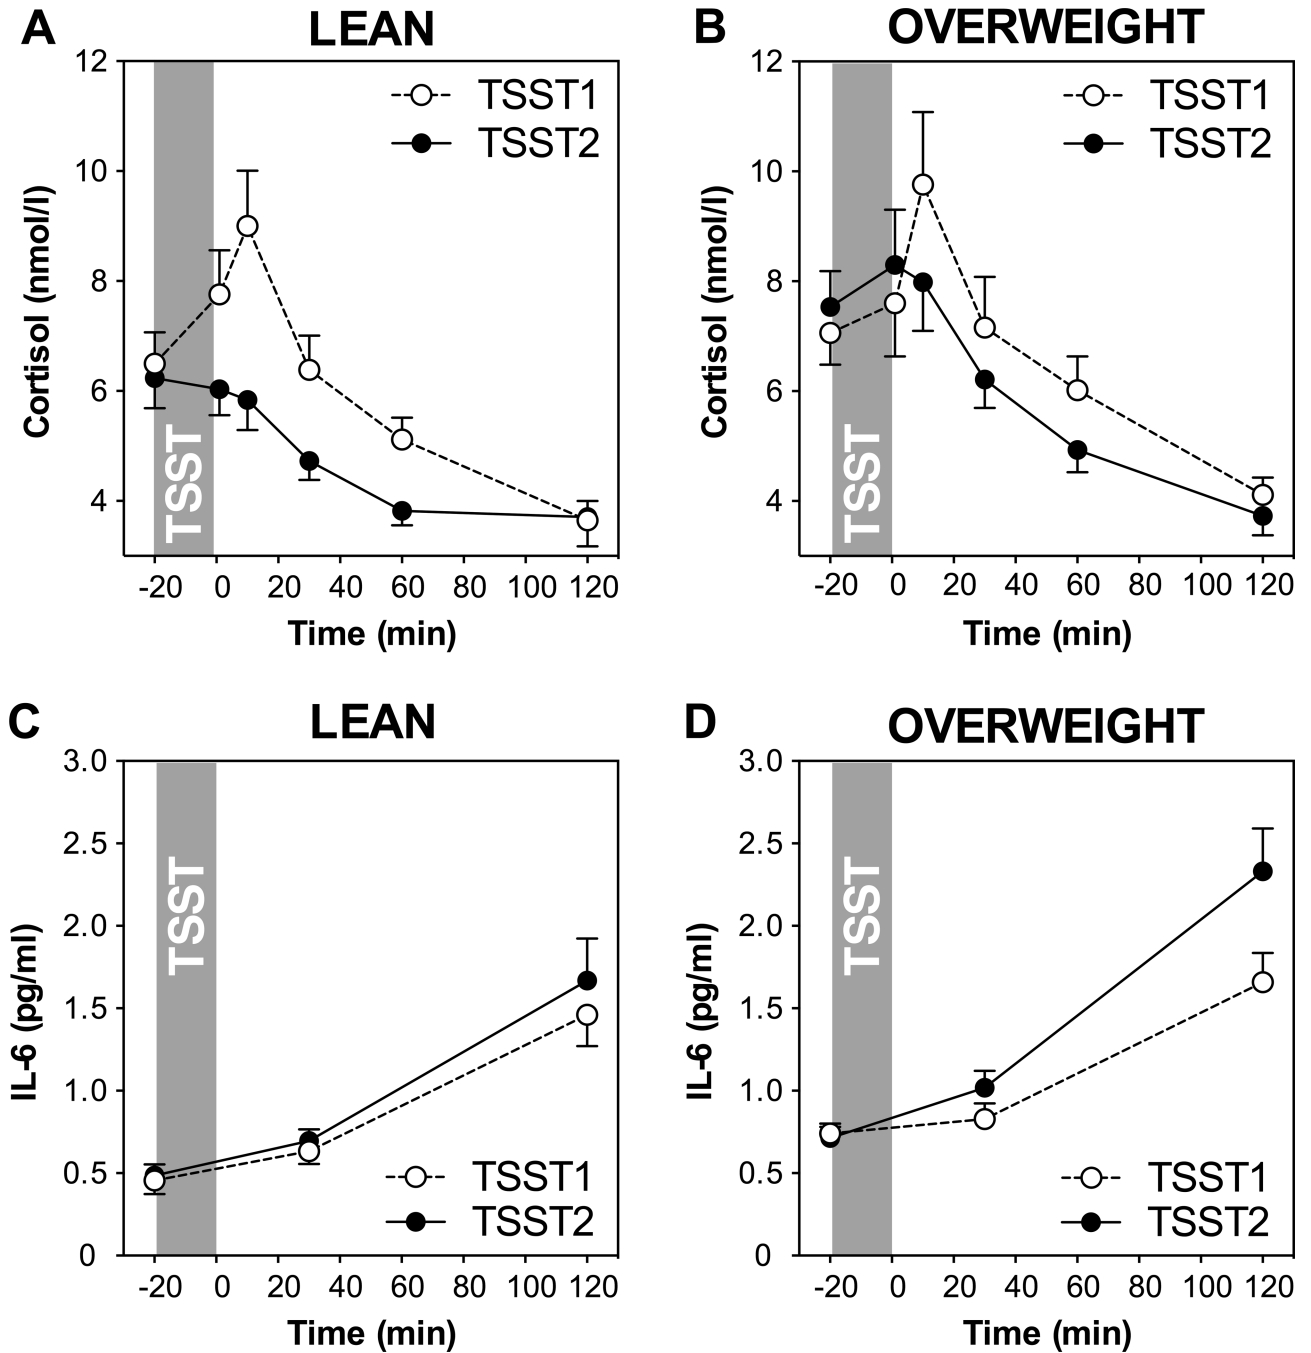 A LEAN
12
10
8
6
4
Cortisol (nmol/l)
TSST1
TSST2
TSST
-20 0 20 40 60 80 100 120
Time (min)
B OVERWEIGHT
12
10
8
6
4
Cortisol (nmol/l)
TSST1
TSST2
TSST
-20 0 20 40 60 80 100 120
Time (min)
C LEAN
3.0
2.5
2.0
1.5
1.0
0.5
0
IL-6 (pg/ml)
TSST
TSST1
TSST2
-20 0 20 40 60 80 100 120
Time (min)
D OVERWEIGHT
3.0
2.5
2.0
1.5
1.0
0.5
0
IL-6 (pg/ml)
TSST
TSST1
TSST2
-20 0 20 40 60 80 100 120
Time (min)